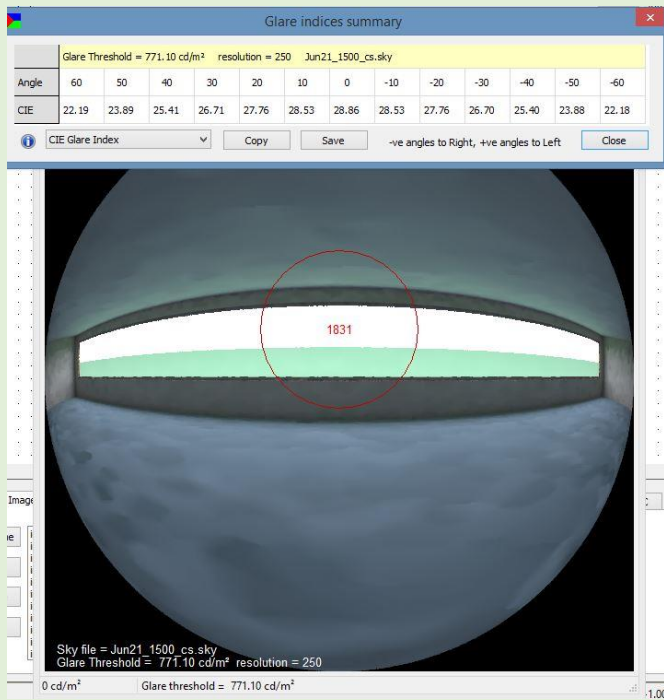 Glare indices summary
Glare Threshold = 771.10 cd/m² resolution = 250 Jun21_1500_cs.sky
Angle 60 50 40 30 20 10 0 -10 -20 -30 -40 -50 -60
CIE 22.19 23.89 25.41 26.71 27.76 28.53 28.86 28.53 27.76 26.70 25.40 23.88 22.18
CIE Glare Index Copy Save -ve angles to Right, +ve angles to Left Close
1831
Image
Sky file = Jun21_1500_cs.sky
Glare Threshold = 771.10 cd/m² resolution = 250
0 cd/m² Glare threshold = 771.10 cd/m²